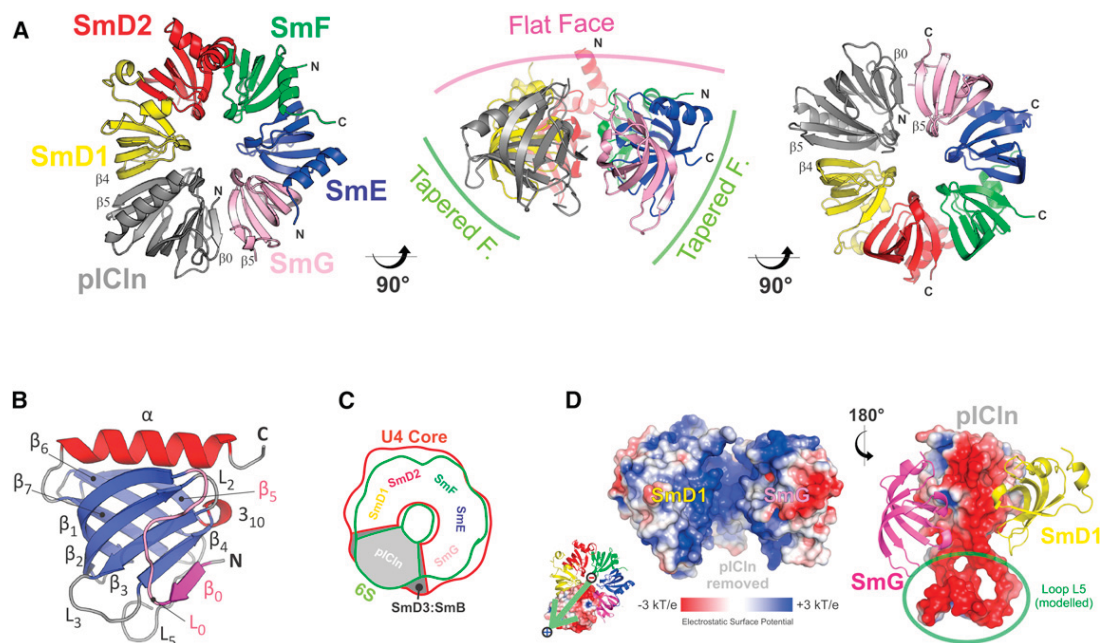 A
SmD2
SmF
N
C
SmD1
β4
β5
N
SmE
N
pICln
β0
β5
SmG
90°
Flat Face
N
N
C
Tapered F.
Tapered F.
90°
C
β0
N
β5
β5
β4
C
C
C
B
α
C
β6
L2
β7
β5
β1
310
β4
β2
N
β3
β0
L3
L0
L5
C
U4 Core
SmD1
SmD2
SmF
SmE
pICln
SmG
6S
SmD3:SmB
D
180°
pICln
SmD1
SmG
SmD1
pICln
removed
SmG
-3 kT/e
+3 kT/e
Electrostatic Surface Potential
Loop L5
(modelled)